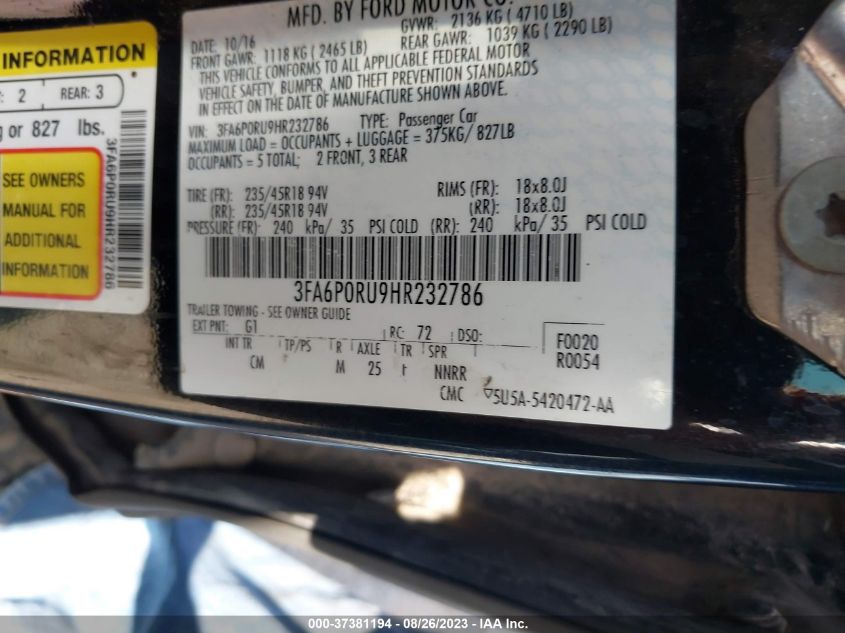 INFORMATION
: 2 REAR: 3
g or 827 lbs.
SEE OWNERS
MANUAL FOR
ADDITIONAL
INFORMATION
3FA6P0RU9HR232786
MFD. BY FORD MOTOR CO.
DATE: 10/16 GVWR: 2136 KG ( 4710 LB)
FRONT GAWR: 1118 KG ( 2465 LB) REAR GAWR: 1039 KG ( 2290 LB)
THIS VEHICLE CONFORMS TO ALL APPLICABLE FEDERAL MOTOR
VEHICLE SAFETY, BUMPER, AND THEFT PREVENTION STANDARDS
IN EFFECT ON THE DATE OF MANUFACTURE SHOWN ABOVE.
VIN: 3FA6P0RU9HR232786 TYPE: Passenger Car
MAXIMUM LOAD = OCCUPANTS + LUGGAGE = 375KG/ 827LB
OCCUPANTS = 5 TOTAL; 2 FRONT, 3 REAR
TIRE (FR): 235/45R18 94V RIMS (FR): 18x8.0J
(RR): 235/45R18 94V (RR): 18x8.0J
PRESSURE (FR): 240 kPa/ 35 PSI COLD (RR): 240 kPa/ 35 PSI COLD
3FA6P0RU9HR232786
TRAILER TOWING - SEE OWNER GUIDE
EXT PNT: G1 RC: 72 DSO: F0020
INT TR TP/PS R AXLE TR SPR R0054
CM M 25 t NNRR
CMC ▽5U5A-5420472-AA
000-37381194 - 08/26/2023 - IAA Inc.